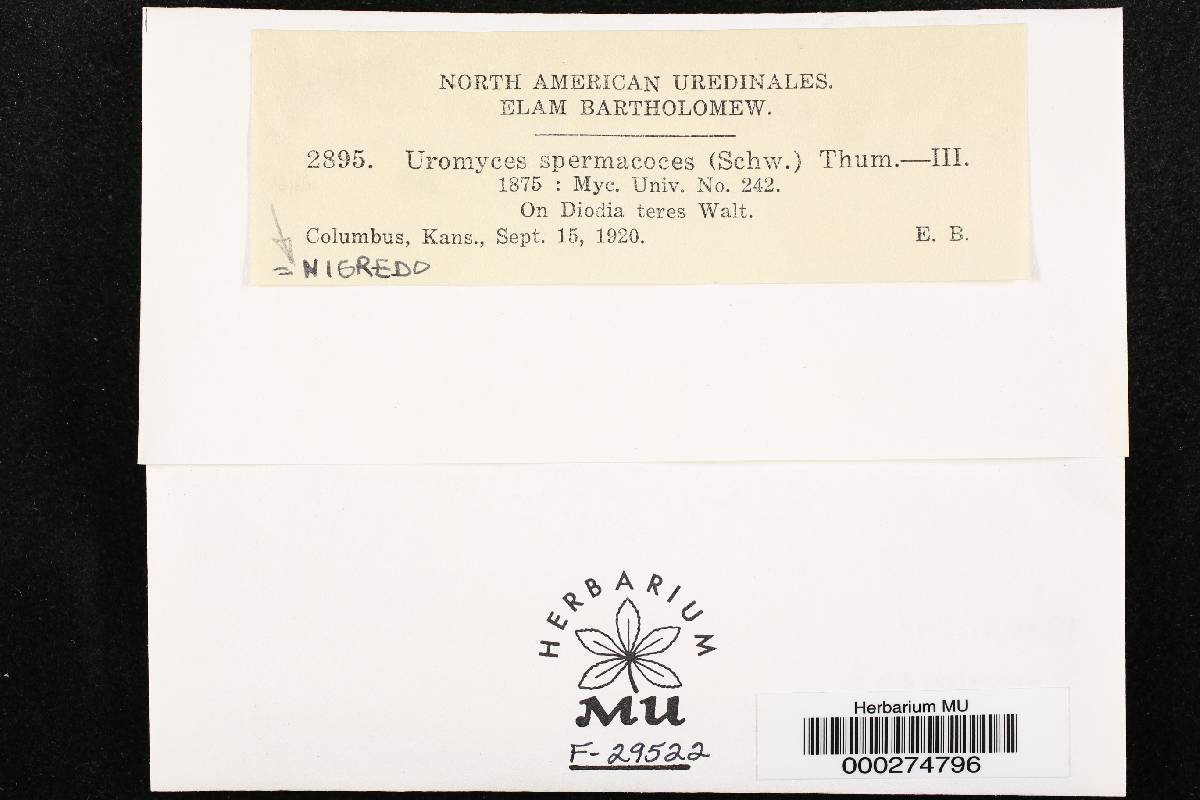 NORTH AMERICAN UREDINALES.
ELAM BARTHOLOMEW.
2895. Uromyces spermacoces (Schw.) Thum.—III.
1875 : Myc. Univ. No. 242.
On Diodia teres Walt.
Columbus, Kans., Sept. 15, 1920. E. B.
= NIGREDO
HERBARIUM
MU
F-29522
Herbarium MU
000274796